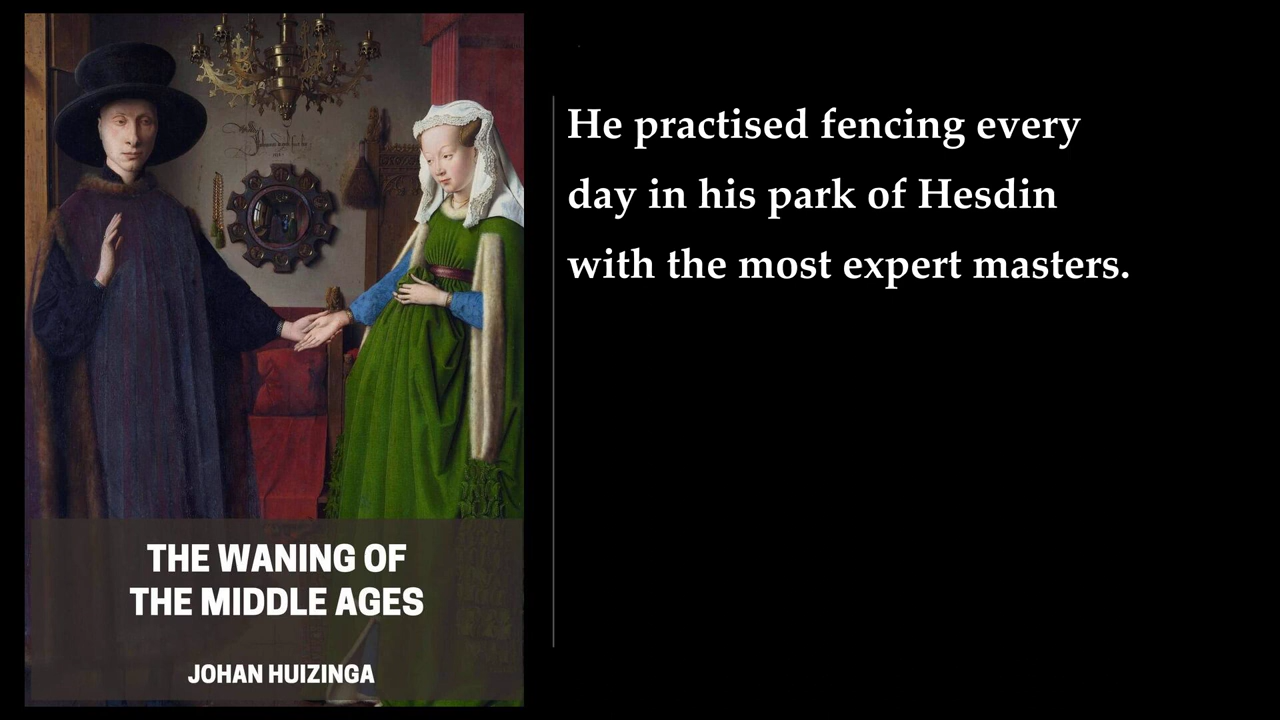 THE WANING OF
THE MIDDLE AGES
JOHAN HUIZINGA
He practised fencing every
day in his park of Hesdin
with the most expert masters.